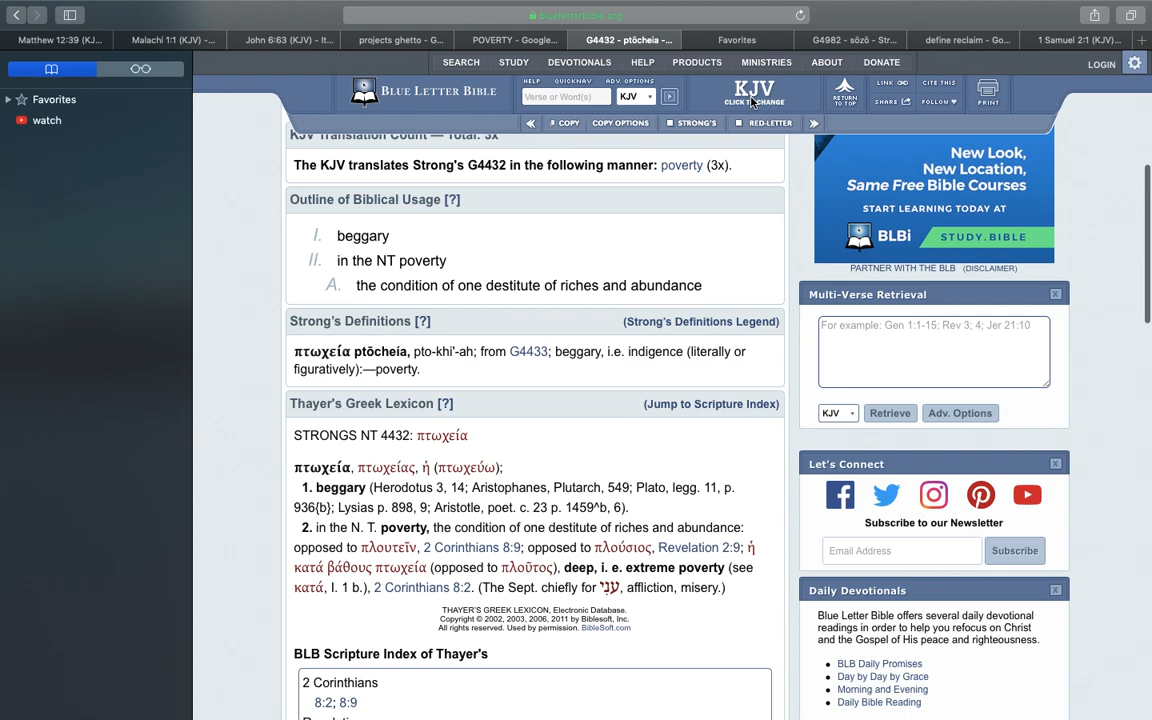 blueletterbible.org
Matthew 12:39 (KJ...
Malachi 1:1 (KJV) -...
John 6:63 (KJV) - It...
projects ghetto - G...
POVERTY - Google...
G4432 - ptōcheia -...
Favorites
G4982 - sōzō - Str...
define reclaim - Go...
1 Samuel 2:1 (KJV)...
Favorites
watch
SEARCH STUDY DEVOTIONALS HELP PRODUCTS MINISTRIES ABOUT DONATE
LOGIN
BLUE LETTER BIBLE
HELP QUICKNAV ADV. OPTIONS
Verse or Word(s) KJV
KJV
CLICK TO CHANGE
RETURN
TO TOP
LINK CITE THIS
SHARE FOLLOW
PRINT
COPY COPY OPTIONS STRONG'S RED-LETTER
KJV Translation Count — Total: 3x
The KJV translates Strong's G4432 in the following manner: poverty (3x).
Outline of Biblical Usage [?]
I. beggary
II. in the NT poverty
A. the condition of one destitute of riches and abundance
Strong's Definitions [?] (Strong's Definitions Legend)
πτωχεία ptōcheía, pto-khi'-ah; from G4433; beggary, i.e. indigence (literally or
figuratively):—poverty.
Thayer's Greek Lexicon [?] (Jump to Scripture Index)
STRONGS NT 4432: πτωχεία
πτωχεία, πτωχείας, ἡ (πτωχεύω);
1. beggary (Herodotus 3, 14; Aristophanes, Plutarch, 549; Plato, legg. 11, p.
936{b}; Lysias p. 898, 9; Aristotle, poet. c. 23 p. 1459^b, 6).
2. in the N. T. poverty, the condition of one destitute of riches and abundance:
opposed to πλουτεῖν, 2 Corinthians 8:9; opposed to πλούσιος, Revelation 2:9; ἡ
κατά βάθους πτωχεία (opposed to πλοῦτος), deep, i. e. extreme poverty (see
κατά, I. 1 b.), 2 Corinthians 8:2. (The Sept. chiefly for עֳנִי, affliction, misery.)
THAYER'S GREEK LEXICON, Electronic Database.
Copyright © 2002, 2003, 2006, 2011 by Biblesoft, Inc.
All rights reserved. Used by permission. BibleSoft.com
BLB Scripture Index of Thayer's
2 Corinthians
8:2; 8:9
New Look,
New Location,
Same Free Bible Courses
START LEARNING TODAY AT
BLBi STUDY.BIBLE
PARTNER WITH THE BLB (DISCLAIMER)
Multi-Verse Retrieval
For example: Gen 1:1-15; Rev 3; 4; Jer 21:10
KJV Retrieve Adv. Options
Let's Connect
Subscribe to our Newsletter
Email Address Subscribe
Daily Devotionals
Blue Letter Bible offers several daily devotional
readings in order to help you refocus on Christ
and the Gospel of His peace and righteousness.
BLB Daily Promises
Day by Day by Grace
Morning and Evening
Daily Bible Reading